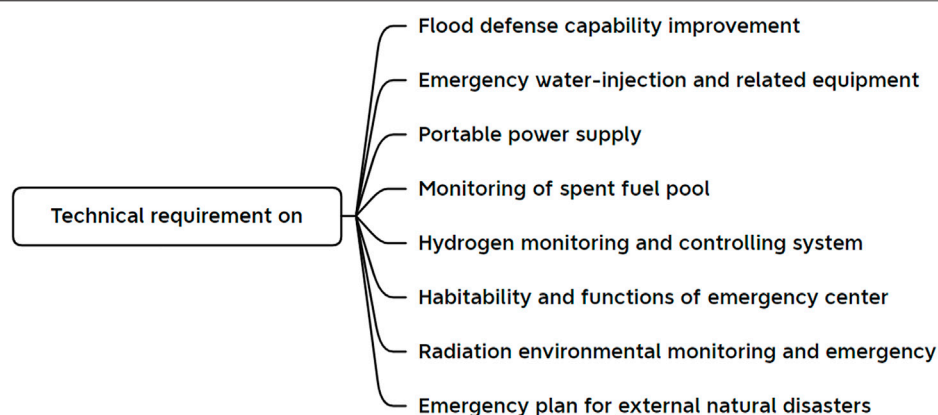 Flood defense capability improvement
Emergency water-injection and related equipment
Portable power supply
Monitoring of spent fuel pool
Technical requirement on
Hydrogen monitoring and controlling system
Habitability and functions of emergency center
Radiation environmental monitoring and emergency
Emergency plan for external natural disasters